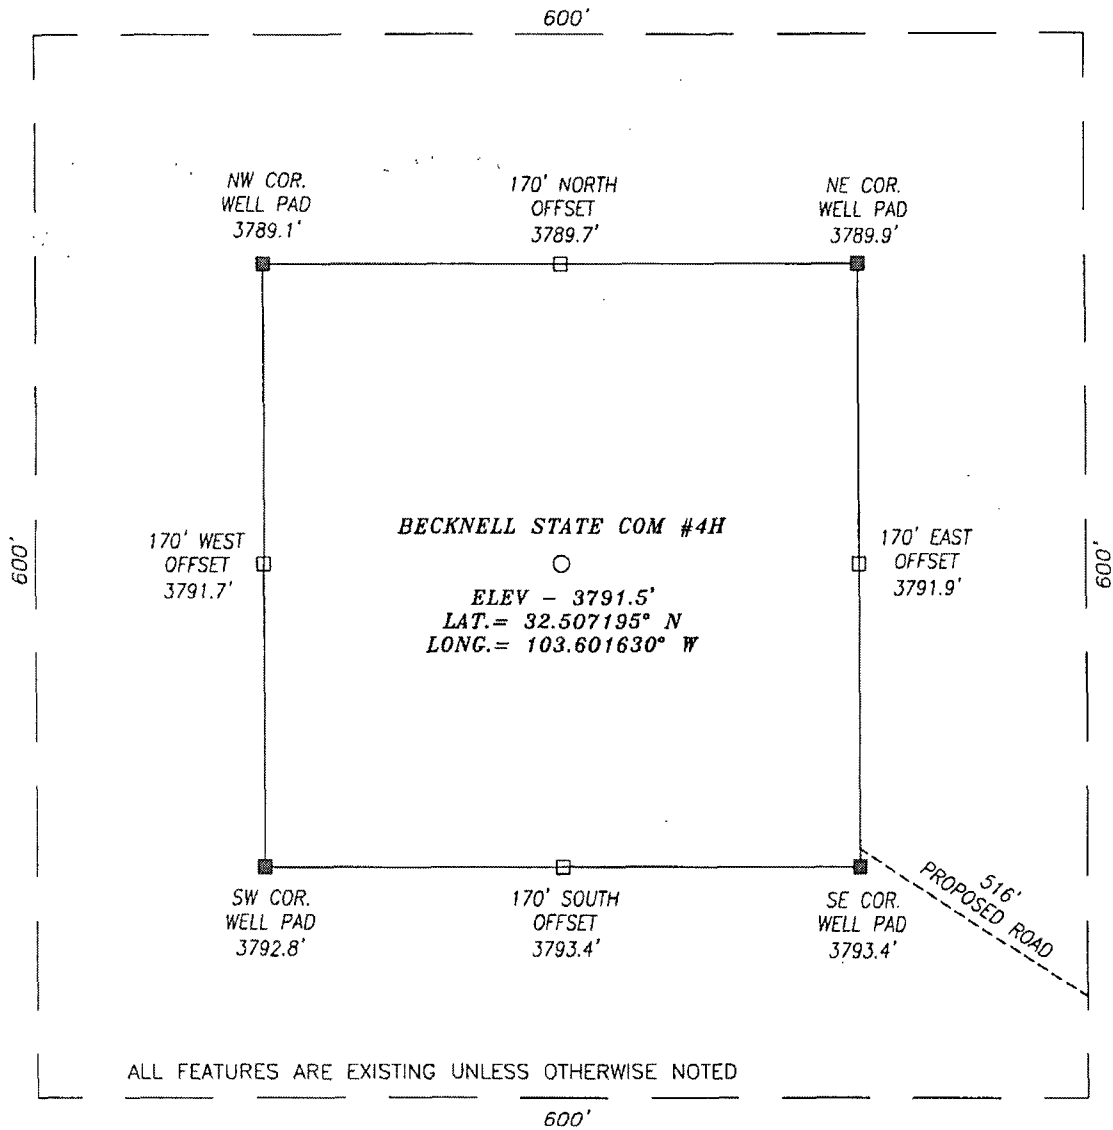 600'
NW COR.
WELL PAD
3789.1'
170' NORTH
OFFSET
3789.7'
NE COR.
WELL PAD
3789.9'
600'
170' WEST
OFFSET
3791.7'
BECKNELL STATE COM #4H
ELEV - 3791.5'
LAT.= 32.507195° N
LONG.= 103.601630° W
170' EAST
OFFSET
3791.9'
600'
SW COR.
WELL PAD
3792.8'
170' SOUTH
OFFSET
3793.4'
SE COR.
WELL PAD
3793.4'
516'
PROPOSED ROAD
ALL FEATURES ARE EXISTING UNLESS OTHERWISE NOTED
600'